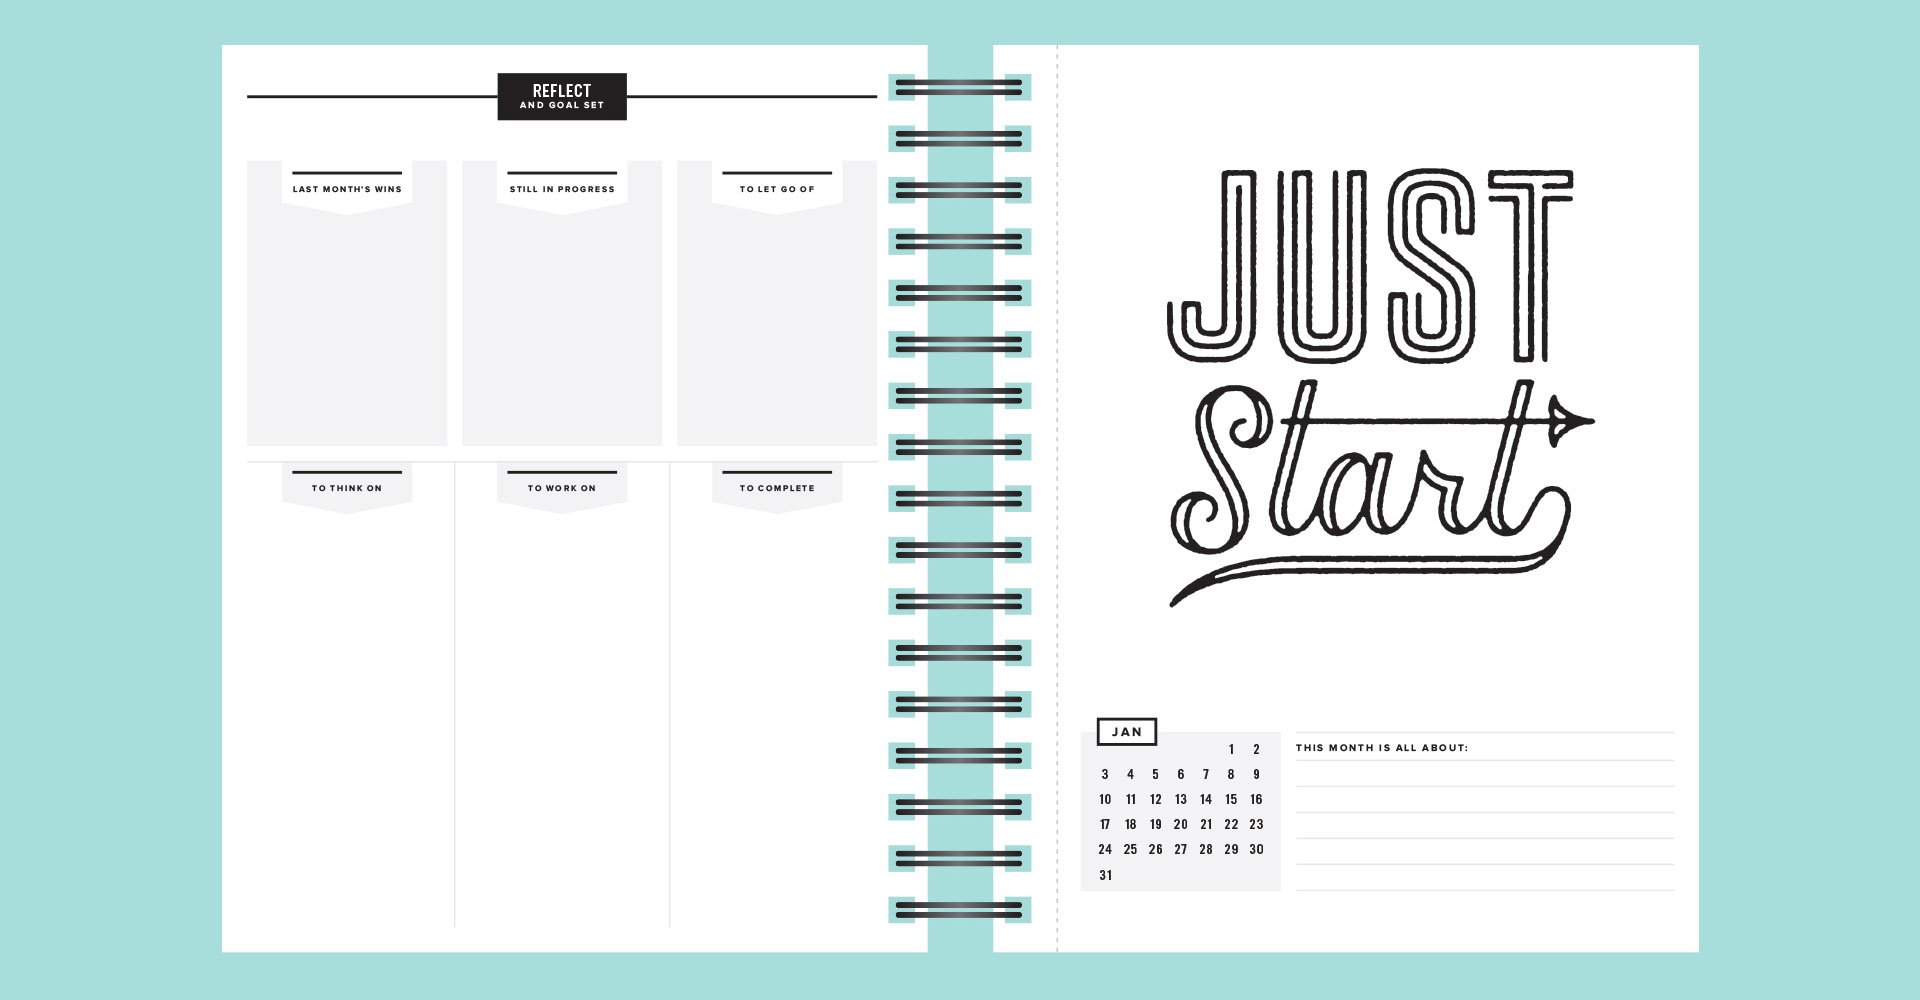 REFLECT
AND GOAL SET
LAST MONTH'S WINS
STILL IN PROGRESS
TO LET GO OF
TO THINK ON
TO WORK ON
TO COMPLETE
JUST
Start
JAN
1 2
3 4 5 6 7 8 9
10 11 12 13 14 15 16
17 18 19 20 21 22 23
24 25 26 27 28 29 30
31
THIS MONTH IS ALL ABOUT: